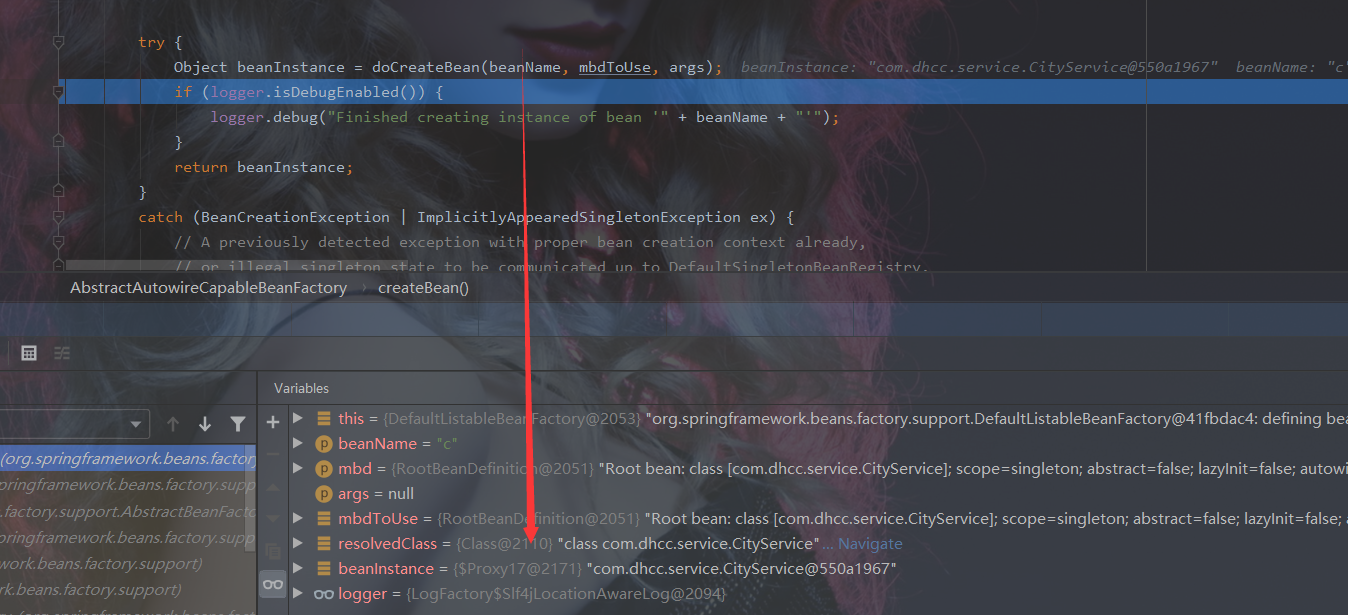 try {
Object beanInstance = doCreateBean(beanName, mbdToUse, args); beanInstance: "com.dhcc.service.CityService@550a1967" beanName: "c"
if (logger.isDebugEnabled()) {
logger.debug("Finished creating instance of bean '" + beanName + "'");
}
return beanInstance;
}
catch (BeanCreationException | ImplicitlyAppearedSingletonException ex) {
// A previously detected exception with proper bean creation context already,
// or illegal singleton state to be communicated up to DefaultSingletonBeanRegistry.
AbstractAutowireCapableBeanFactory › createBean()
Variables
this = {DefaultListableBeanFactory@2053} "org.springframework.beans.factory.support.DefaultListableBeanFactory@41fbdac4: defining bea
(org.springframework.beans.factory
p beanName = "c"
springframework.beans.factory.supp
p mbd = {RootBeanDefinition@2051} "Root bean: class [com.dhcc.service.CityService]; scope=singleton; abstract=false; lazyInit=false; autowi
p args = null
.factory.support.AbstractBeanFacto
mbdToUse = {RootBeanDefinition@2051} "Root bean: class [com.dhcc.service.CityService]; scope=singleton; abstract=false; lazyInit=false;
springframework.beans.factory.supp
resolvedClass = {Class@2110} "class com.dhcc.service.CityService" ... Navigate
work.beans.factory.support)
beanInstance = {$Proxy17@2171} "com.dhcc.service.CityService@550a1967"
rk.beans.factory.support)
logger = {LogFactory$Slf4jLocationAwareLog@2094}